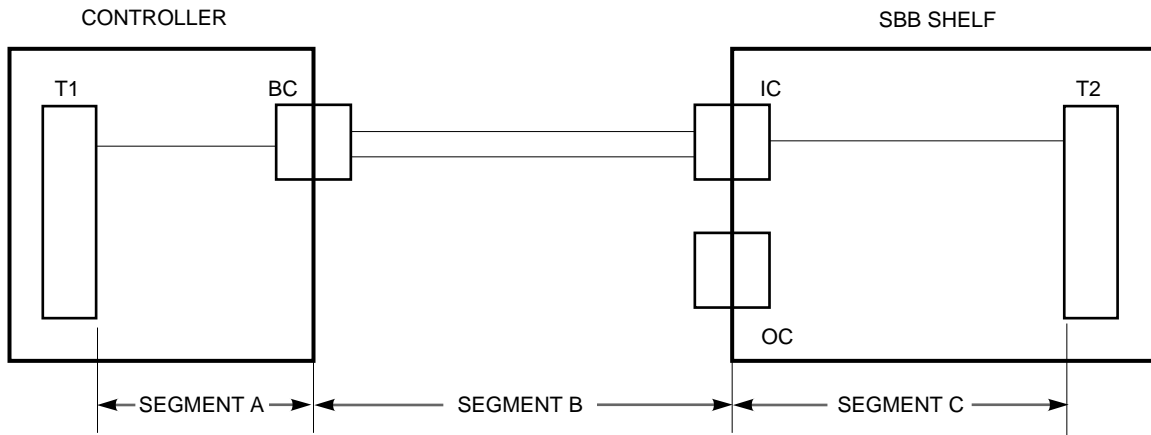 CONTROLLER
SBB SHELF
T1
BC
IC
T2
OC
SEGMENT A
SEGMENT B
SEGMENT C